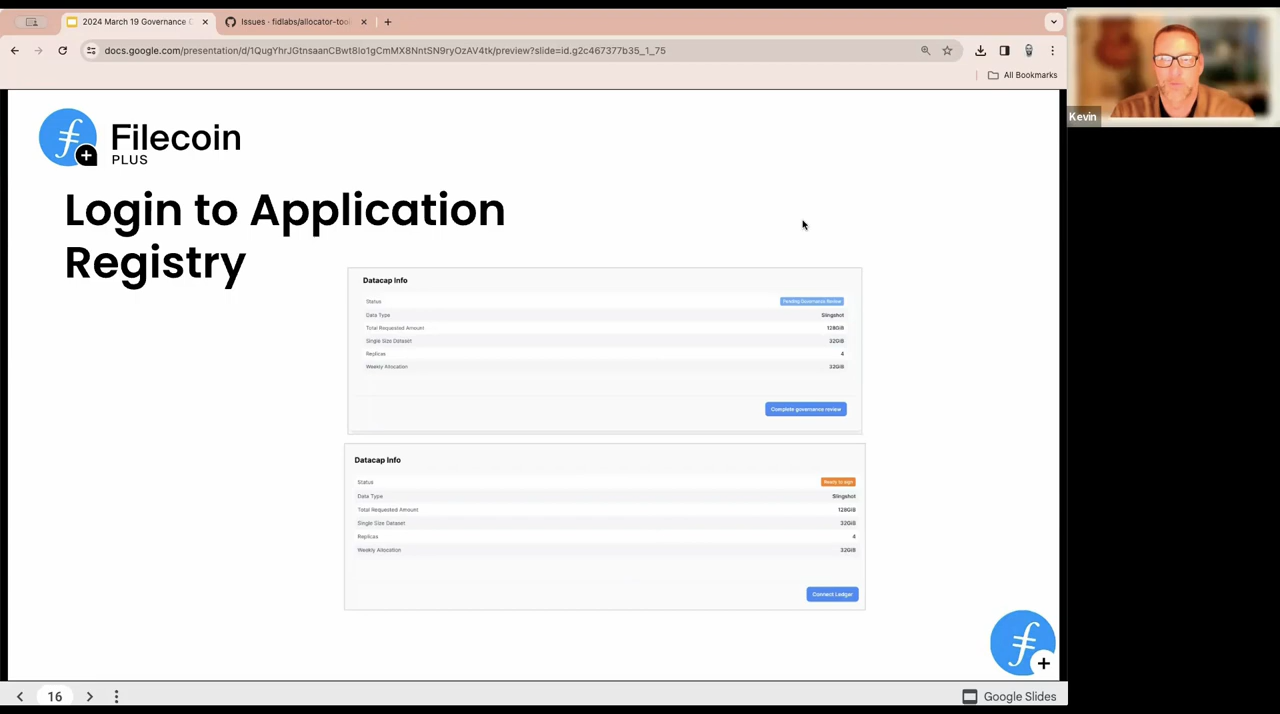 2024 March 19 Governance C
Issues · fidlabs/allocator-tool
docs.google.com/presentation/d/1QugYhrJGtnsaanCBwt8Io1gCmMX8NntSN9ryOzAV4tk/preview?slide=id.g2c467377b35_1_75
All Bookmarks
Kevin
Filecoin
PLUS
Login to Application
Registry
Datacap Info
Status Pending Governance Review
Data Type Slingshot
Total Requested Amount 128GiB
Single Size Dataset 32GiB
Replicas 4
Weekly Allocation 32GiB
Complete governance review
Datacap Info
Status Ready to sign
Data Type Slingshot
Total Requested Amount 128GiB
Single Size Dataset 32GiB
Replicas 4
Weekly Allocation 32GiB
Connect Ledger
16
Google Slides